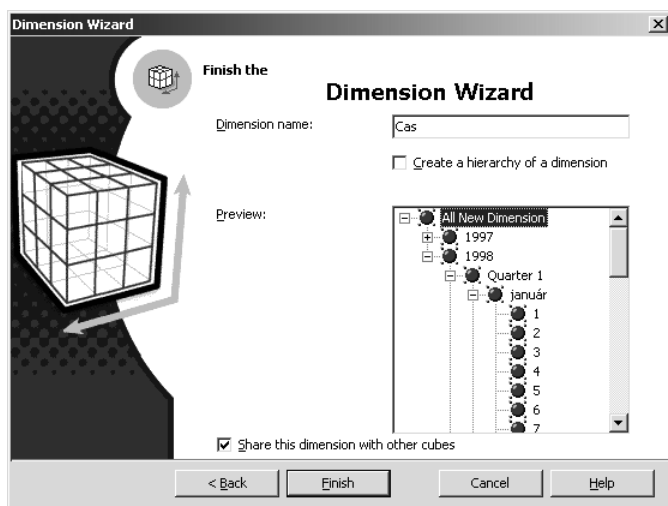 Dimension Wizard
Finish the
Dimension Wizard
Dimension name:
Cas
Create a hierarchy of a dimension
Preview:
All New Dimension
1997
1998
Quarter 1
január
1
2
3
4
5
6
7
Share this dimension with other cubes
< Back
Finish
Cancel
Help